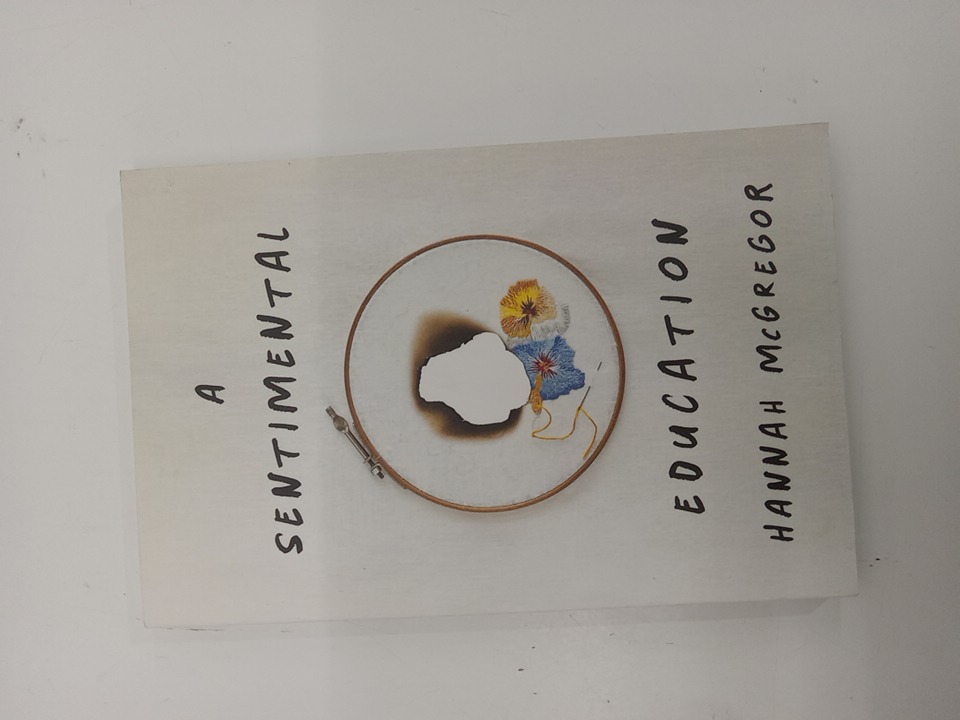 A
SENTIMENTAL
EDUCATION
HANNAH McGREGOR